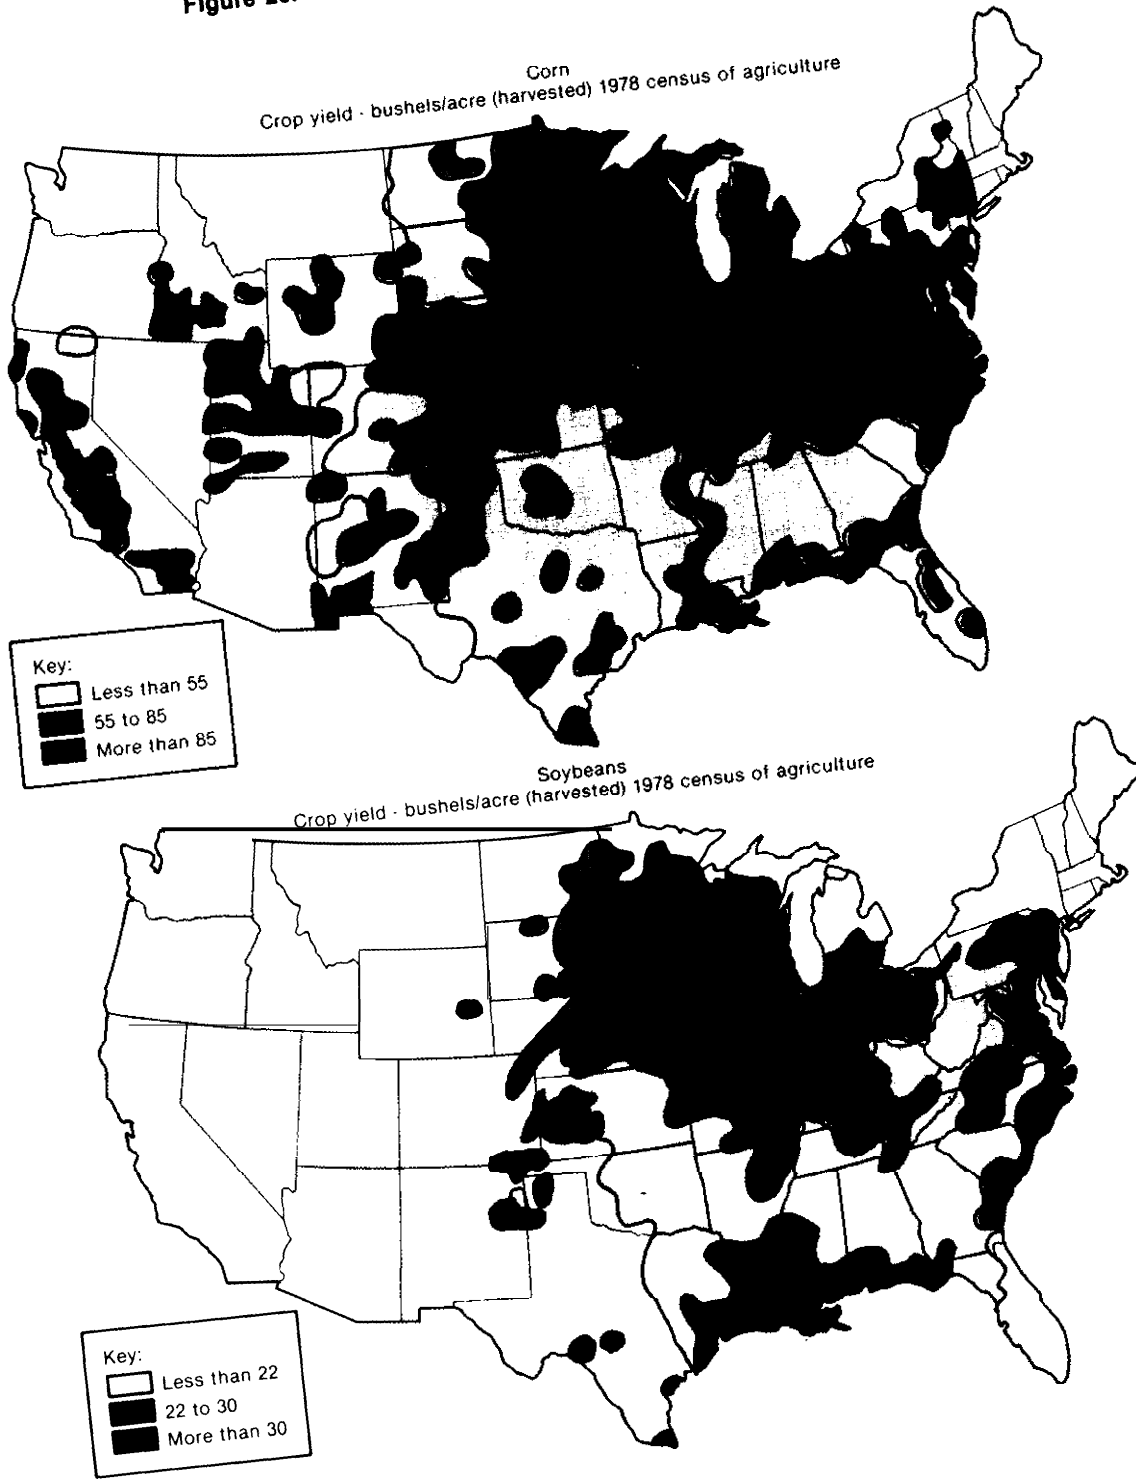 Figure
Corn
Crop yield - bushels/acre (harvested) 1978 census of agriculture
Key:
Less than 55
55 to 85
More than 85
Soybeans
Crop yield - bushels/acre (harvested) 1978 census of agriculture
Key:
Less than 22
22 to 30
More than 30